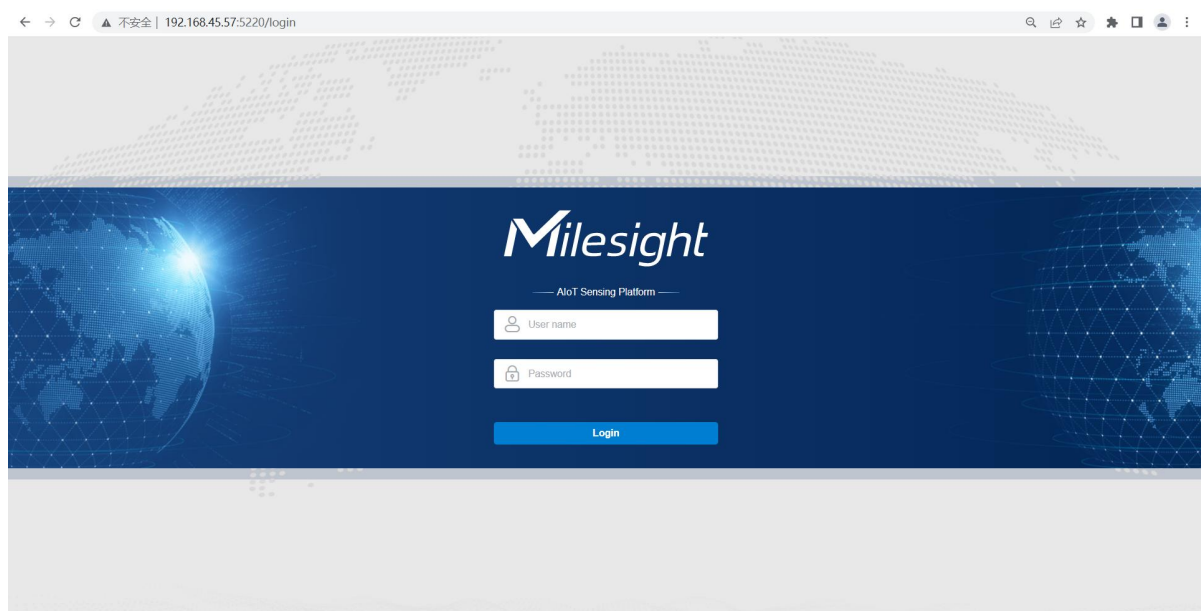 不安全 | 192.168.45.57:5220/login
Milesight
AIoT Sensing Platform
User name
Password
Login